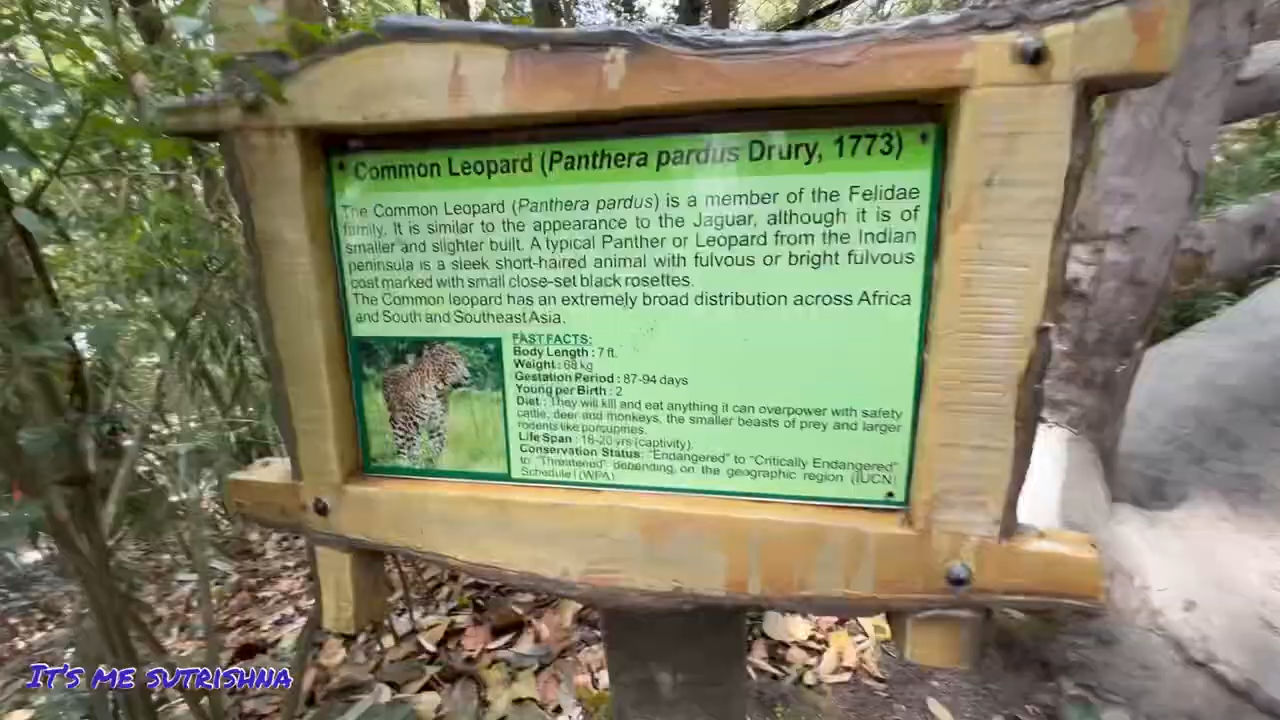 Common Leopard (Panthera pardus Drury, 1773)
The Common Leopard (Panthera pardus) is a member of the Felidae
family. It is similar to the appearance to the Jaguar, although it is of
smaller and slighter built. A typical Panther or Leopard from the Indian
peninsula is a sleek short-haired animal with fulvous or bright fulvous
coat marked with small close-set black rosettes.
The Common leopard has an extremely broad distribution across Africa
and South and Southeast Asia.
FAST FACTS:
Body Length : 7 ft.
Weight : 68 kg
Gestation Period : 87-94 days
Young per Birth : 2
Diet : They will kill and eat anything it can overpower with safety
cattle, deer and monkeys, the smaller beasts of prey and larger
rodents like porcupines.
Life Span : 18-20 yrs (captivity).
Conservation Status: "Endangered" to "Critically Endangered"
to "Threatened" depending on the geographic region (IUCN)
Schedule I (WPA)
IT'S ME SUTRISHNA